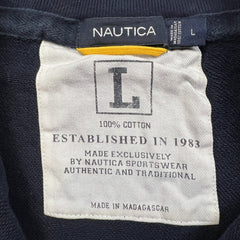 NAUTICA
L
L
100% COTTON
ESTABLISHED IN 1983
MADE EXCLUSIVELY
BY NAUTICA SPORTSWEAR
AUTHENTIC AND TRADITIONAL
MADE IN MADAGASCAR